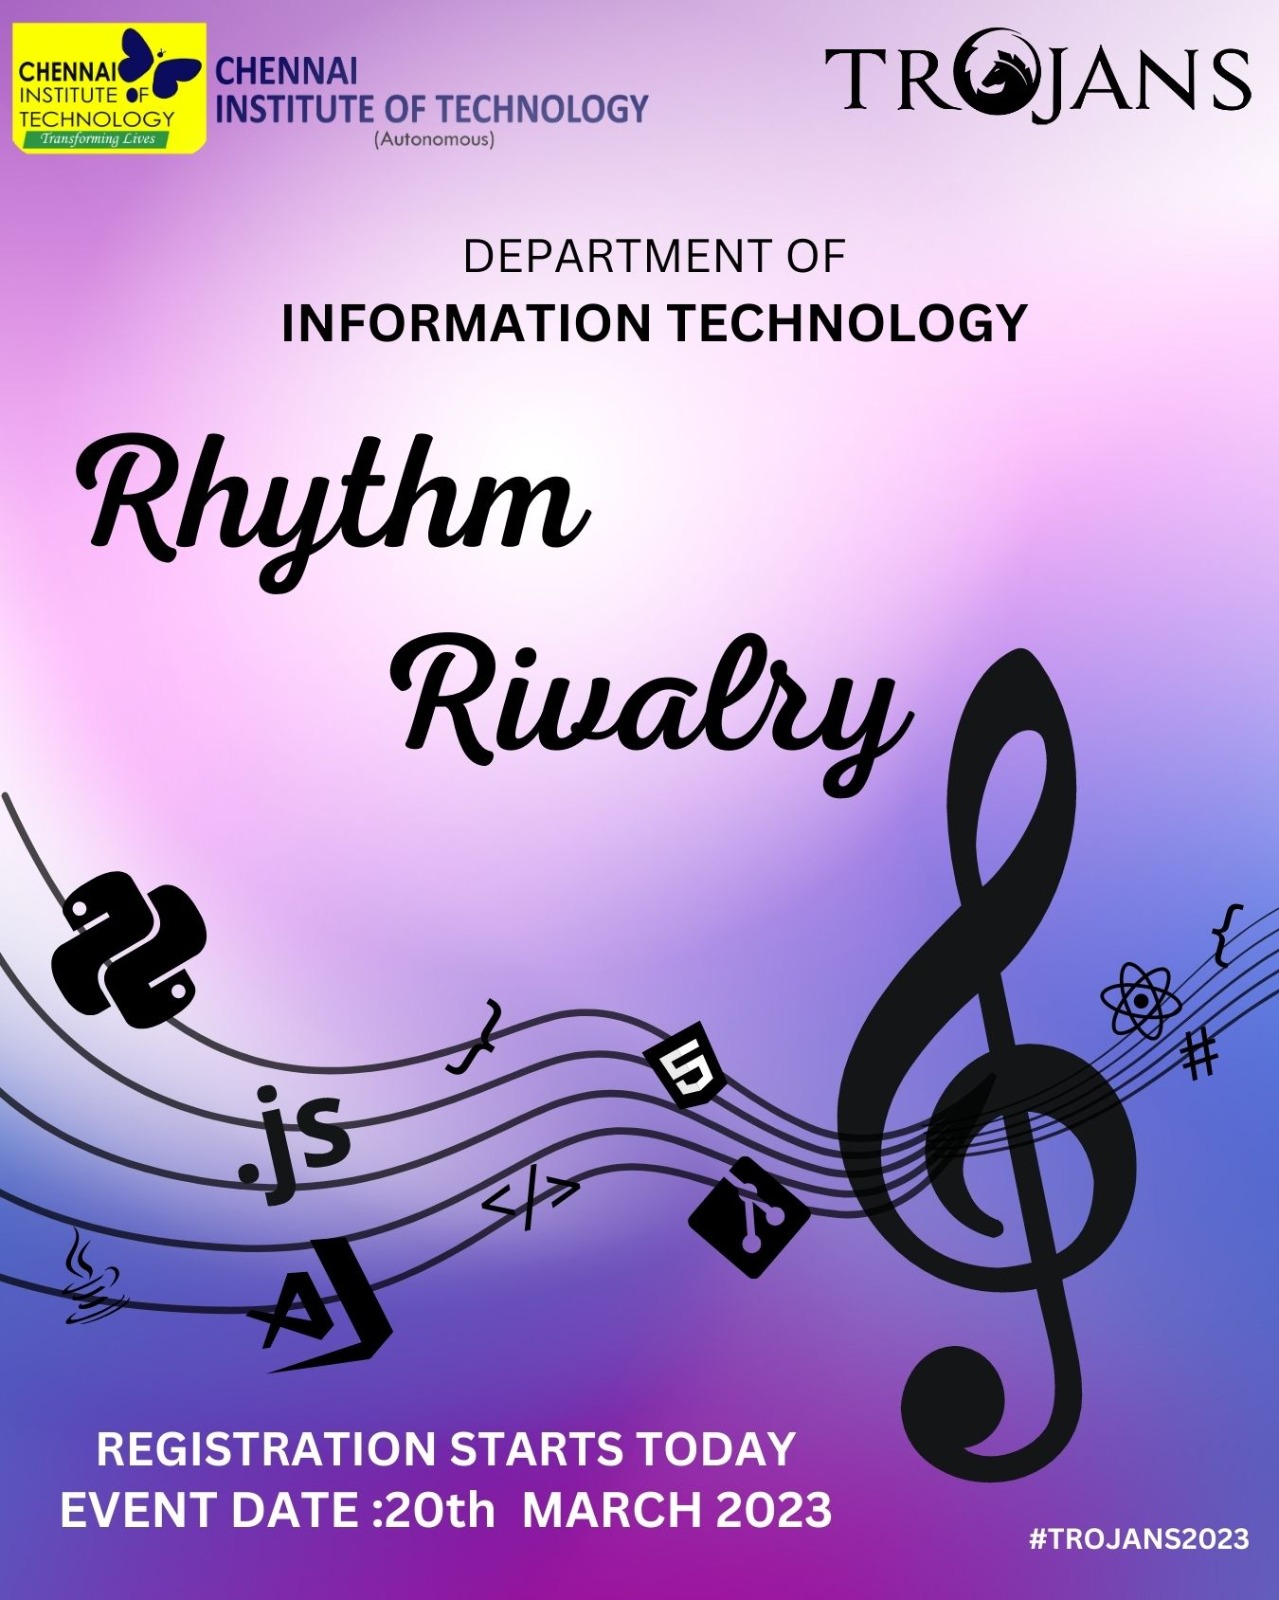 CHENNAI
INSTITUTE OF
TECHNOLOGY
Transforming Lives
CHENNAI
INSTITUTE OF TECHNOLOGY
(Autonomous)
TROJANS
DEPARTMENT OF
INFORMATION TECHNOLOGY
Rhythm
Rivalry
{
}
#
5
.js
</>
REGISTRATION STARTS TODAY
EVENT DATE :20th MARCH 2023
#TROJANS2023